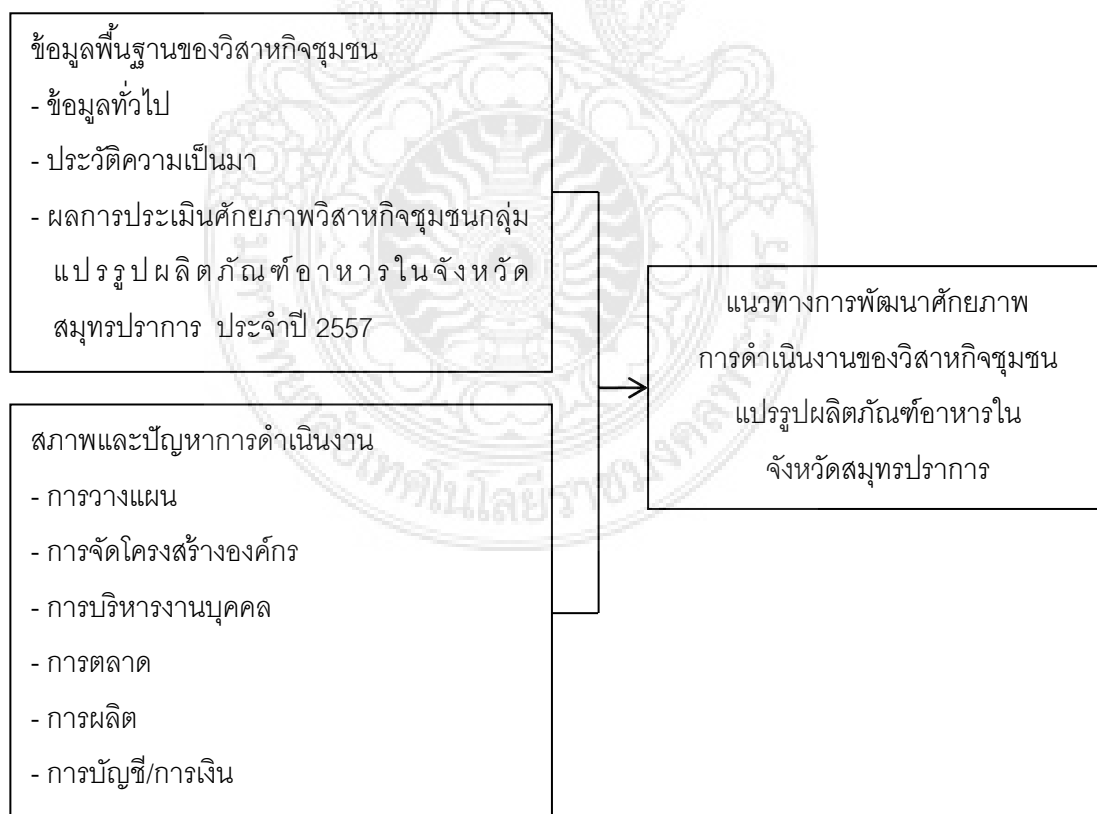 ข้อมูลพื้นฐานของวิสาหกิจชุมชน
- ข้อมูลทั่วไป
- ประวัติความเป็นมา
- ผลการประเมินศักยภาพวิสาหกิจชุมชนกลุ่ม
แปรรูปผลิตภัณฑ์อาหารในจังหวัด
สมุทรปราการ ประจำปี 2557
สภาพและปัญหาการดำเนินงาน
- การวางแผน
- การจัดโครงสร้างองค์กร
- การบริหารงานบุคคล
- การตลาด
- การผลิต
- การบัญชี/การเงิน
แนวทางการพัฒนาศักยภาพ
การดำเนินงานของวิสาหกิจชุมชน
แปรรูปผลิตภัณฑ์อาหารใน
จังหวัดสมุทรปราการ